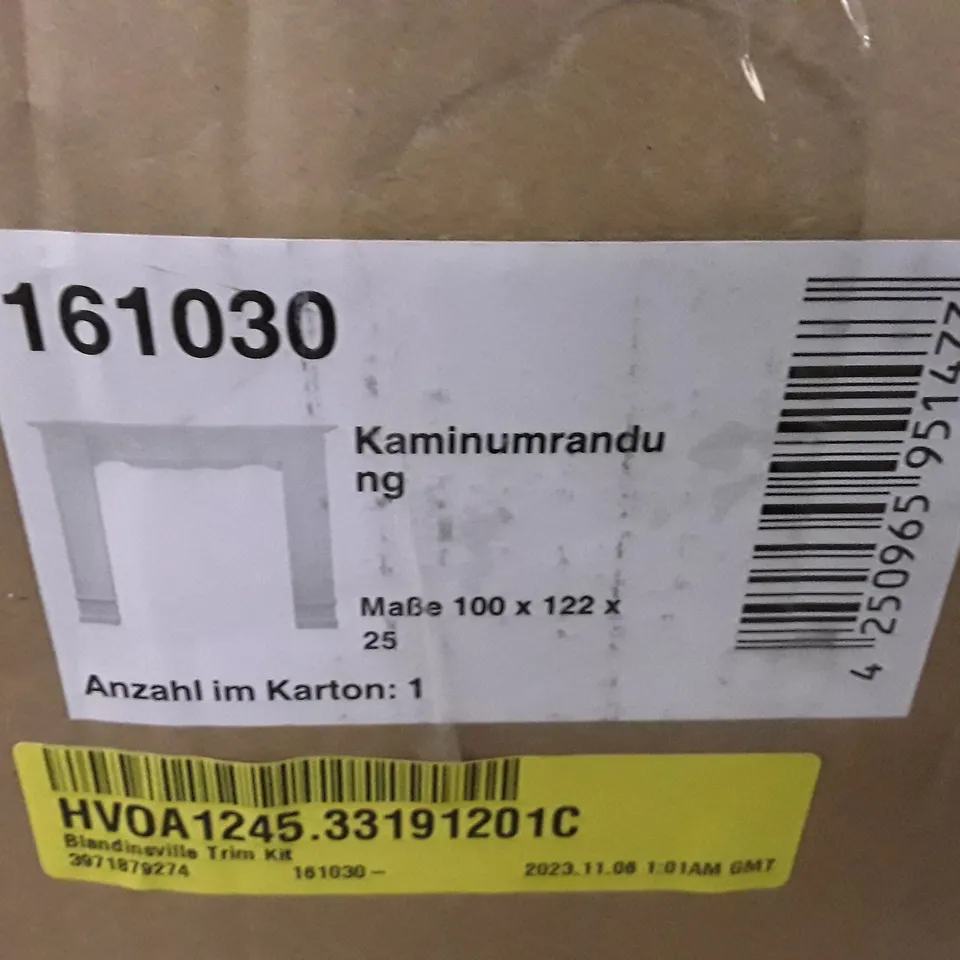 161030
Kaminumrandu
ng
Maße 100 x 122 x
25
Anzahl im Karton: 1
4 250965 951473
HVOA1245.33191201C
Blandinsville Trim Kit
3971879274 161030- 2023.11.06 1:01AM GMT